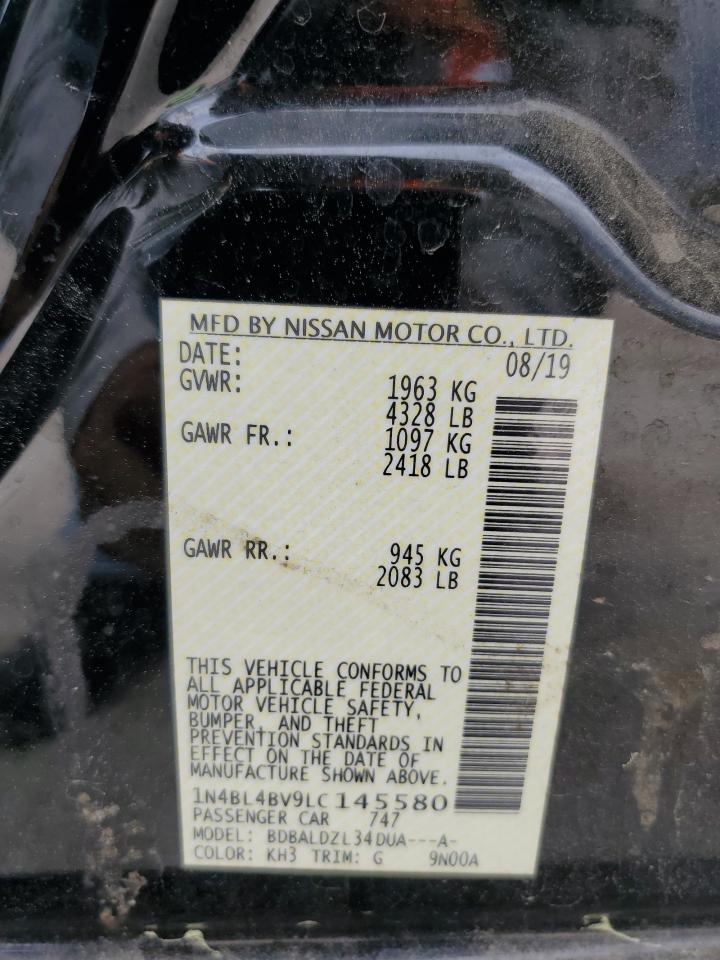 MFD BY NISSAN MOTOR CO., LTD.
DATE: 08/19
GVWR: 1963 KG
4328 LB
GAWR FR.: 1097 KG
2418 LB
GAWR RR.: 945 KG
2083 LB
THIS VEHICLE CONFORMS TO
ALL APPLICABLE FEDERAL
MOTOR VEHICLE SAFETY,
BUMPER, AND THEFT
PREVENTION STANDARDS IN
EFFECT ON THE DATE OF
MANUFACTURE SHOWN ABOVE.
1N4BL4BV9LC145580
PASSENGER CAR 747
MODEL: BDBALDZL34DUA---A-
COLOR: KH3 TRIM: G 9N00A